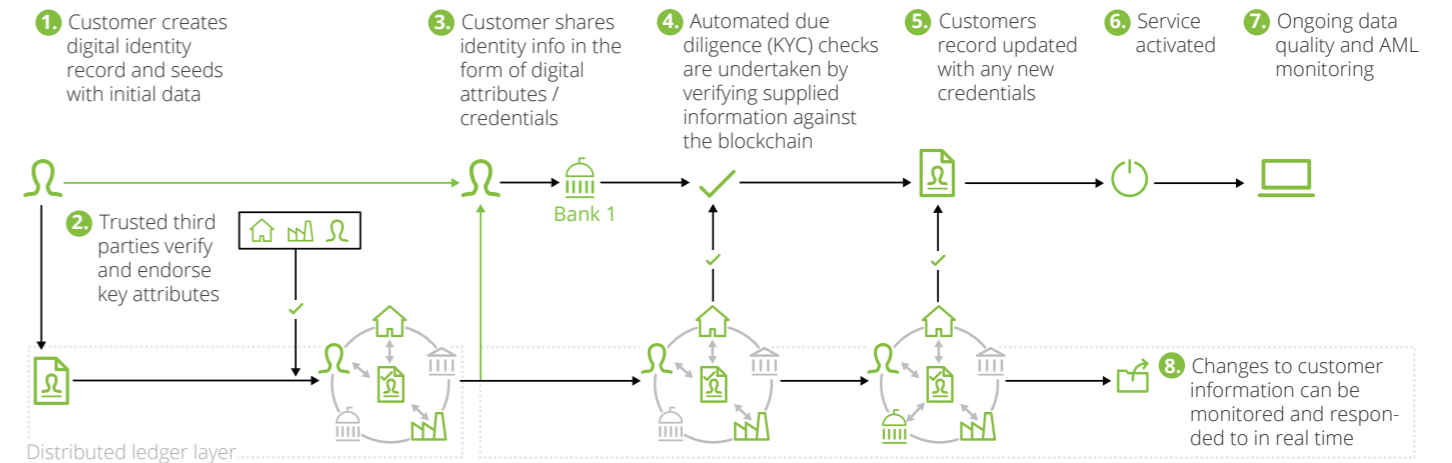 1. Customer creates
digital identity
record and seeds
with initial data
2. Trusted third
parties verify
and endorse
key attributes
3. Customer shares
identity info in the
form of digital
attributes /
credentials
Bank 1
4. Automated due
diligence (KYC) checks
are undertaken by
verifying supplied
information against
the blockchain
5. Customers
record updated
with any new
credentials
6. Service
activated
7. Ongoing data
quality and AML
monitoring
8. Changes to customer
information can be
monitored and respon-
ded to in real time
Distributed ledger layer